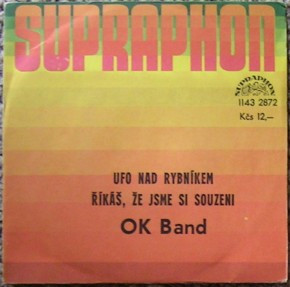 SUPRAPHON
SUPRAPHON
1143 2872
Kčs 12,–
UFO NAD RYBNÍKEM
ŘÍKÁŠ, ŽE JSME SI SOUZENI
OK Band